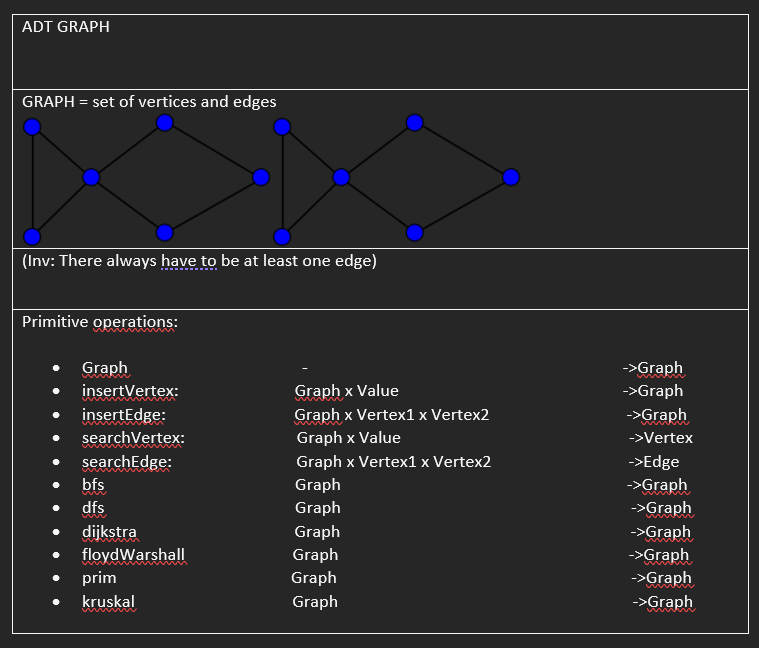 ADT GRAPH
GRAPH = set of vertices and edges
(Inv: There always have to be at least one edge)
Primitive operations:
• Graph - ->Graph
• insertVertex: Graph x Value ->Graph
• insertEdge: Graph x Vertex1 x Vertex2 ->Graph
• searchVertex: Graph x Value ->Vertex
• searchEdge: Graph x Vertex1 x Vertex2 ->Edge
• bfs Graph ->Graph
• dfs Graph ->Graph
• dijkstra Graph ->Graph
• floydWarshall Graph ->Graph
• prim Graph ->Graph
• kruskal Graph ->Graph